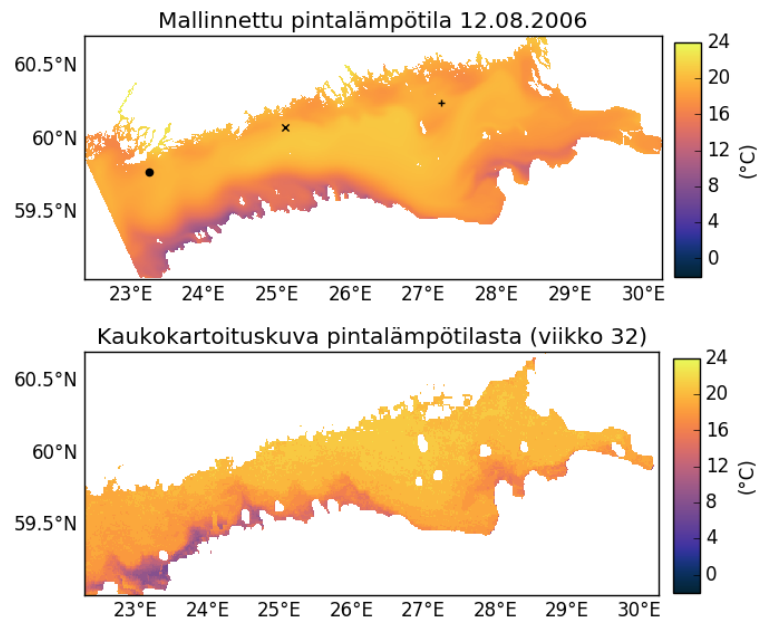 Mallinnettu pintalämpötila 12.08.2006
60.5°N
60°N
59.5°N
23°E 24°E 25°E 26°E 27°E 28°E 29°E 30°E
24
20
16
12
8
4
0
(°C)
Kaukokartoituskuva pintalämpötilasta (viikko 32)
60.5°N
60°N
59.5°N
23°E 24°E 25°E 26°E 27°E 28°E 29°E 30°E
24
20
16
12
8
4
0
(°C)